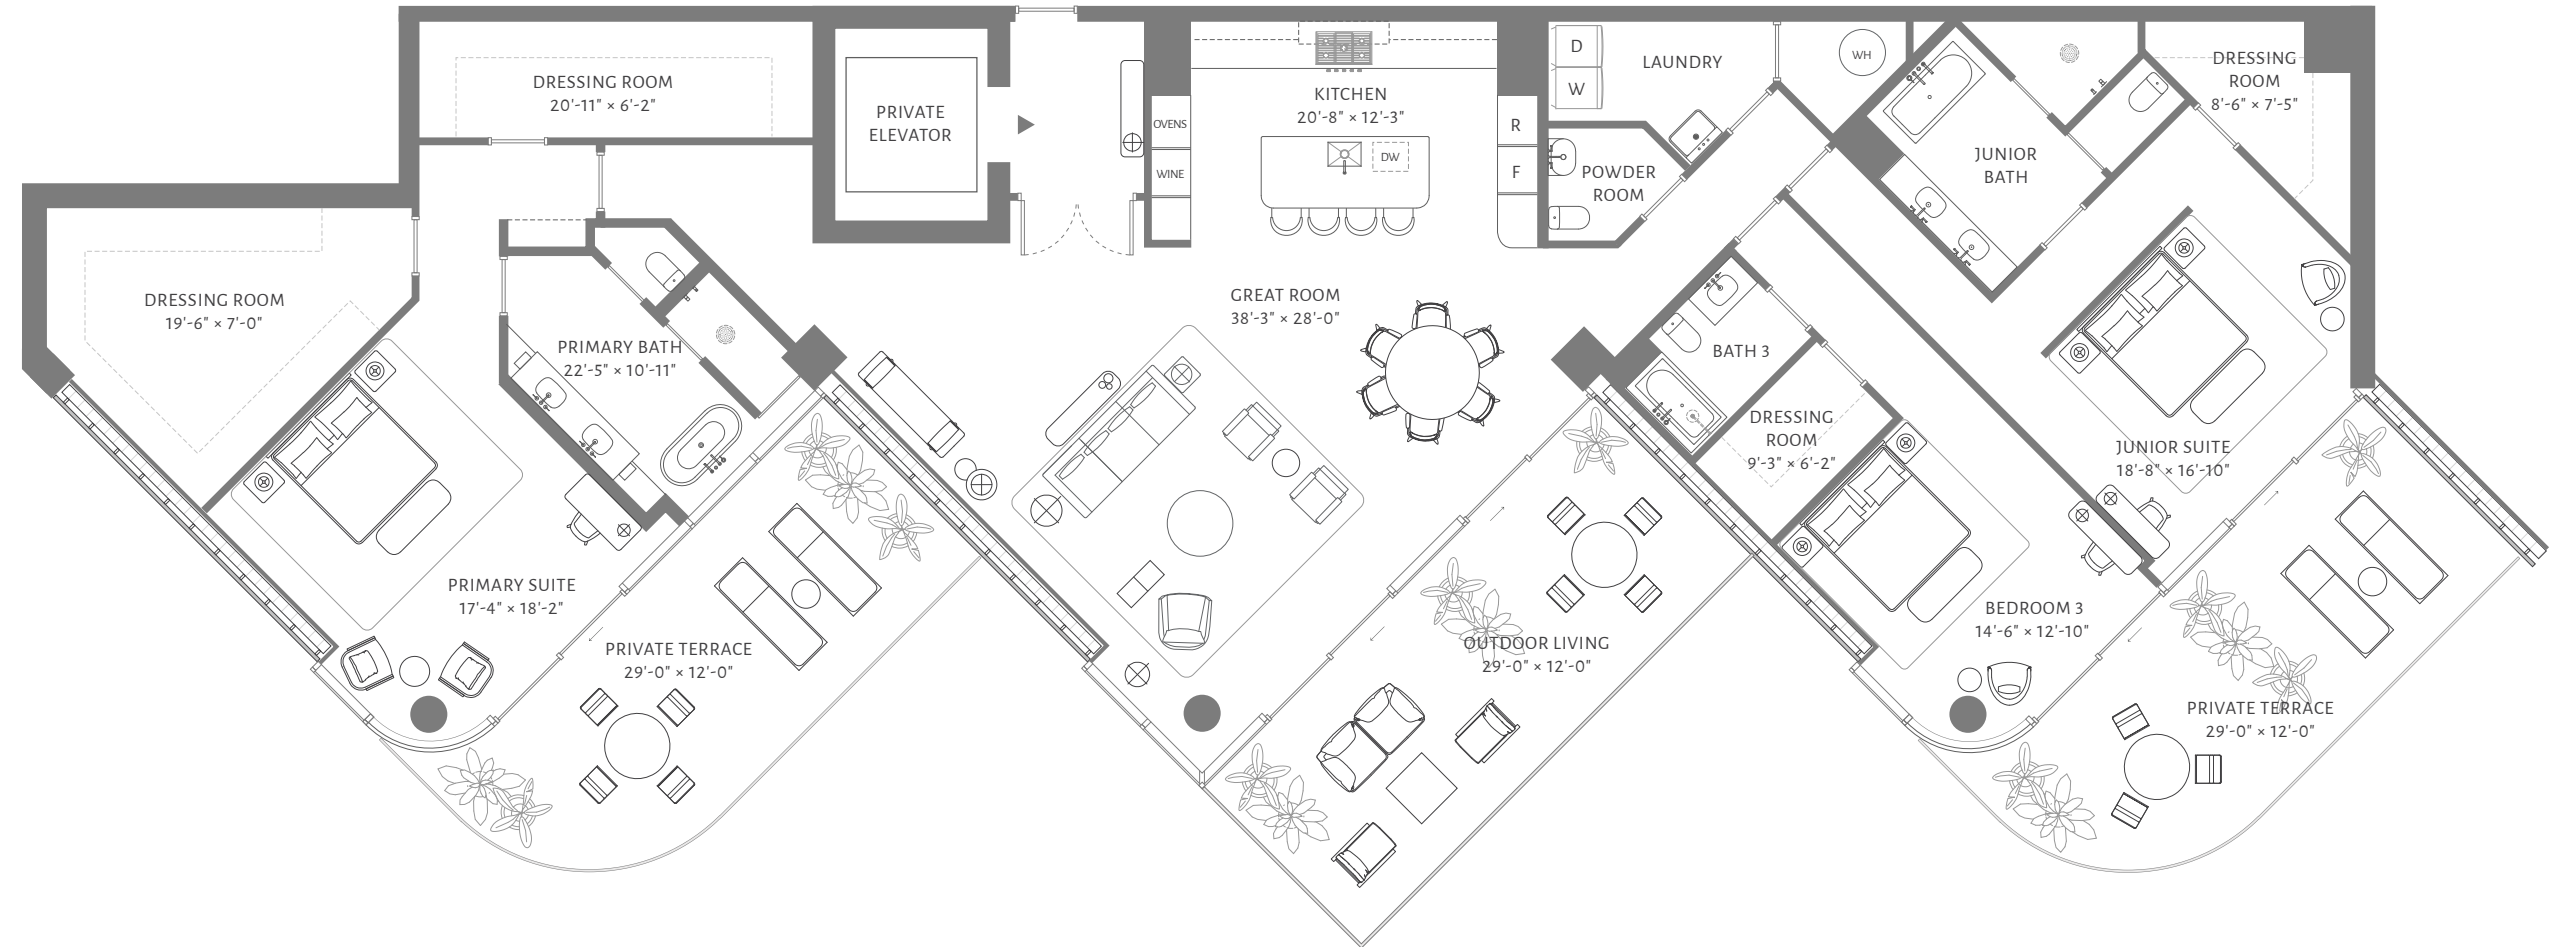 DRESSING ROOM
20'-11" × 6'-2"
PRIVATE
ELEVATOR
OVENS
WINE
KITCHEN
20'-8" × 12'-3"
DW
R
F
D
W
LAUNDRY
WH
POWDER
ROOM
JUNIOR
BATH
DRESSING
ROOM
8'-6" × 7'-5"
DRESSING ROOM
19'-6" × 7'-0"
PRIMARY BATH
22'-5" × 10'-11"
GREAT ROOM
38'-3" × 28'-0"
BATH 3
DRESSING
ROOM
9'-3" × 6'-2"
JUNIOR SUITE
18'-8" × 16'-10"
PRIMARY SUITE
17'-4" × 18'-2"
PRIVATE TERRACE
29'-0" × 12'-0"
OUTDOOR LIVING
29'-0" × 12'-0"
BEDROOM 3
14'-6" × 12'-10"
PRIVATE TERRACE
29'-0" × 12'-0"